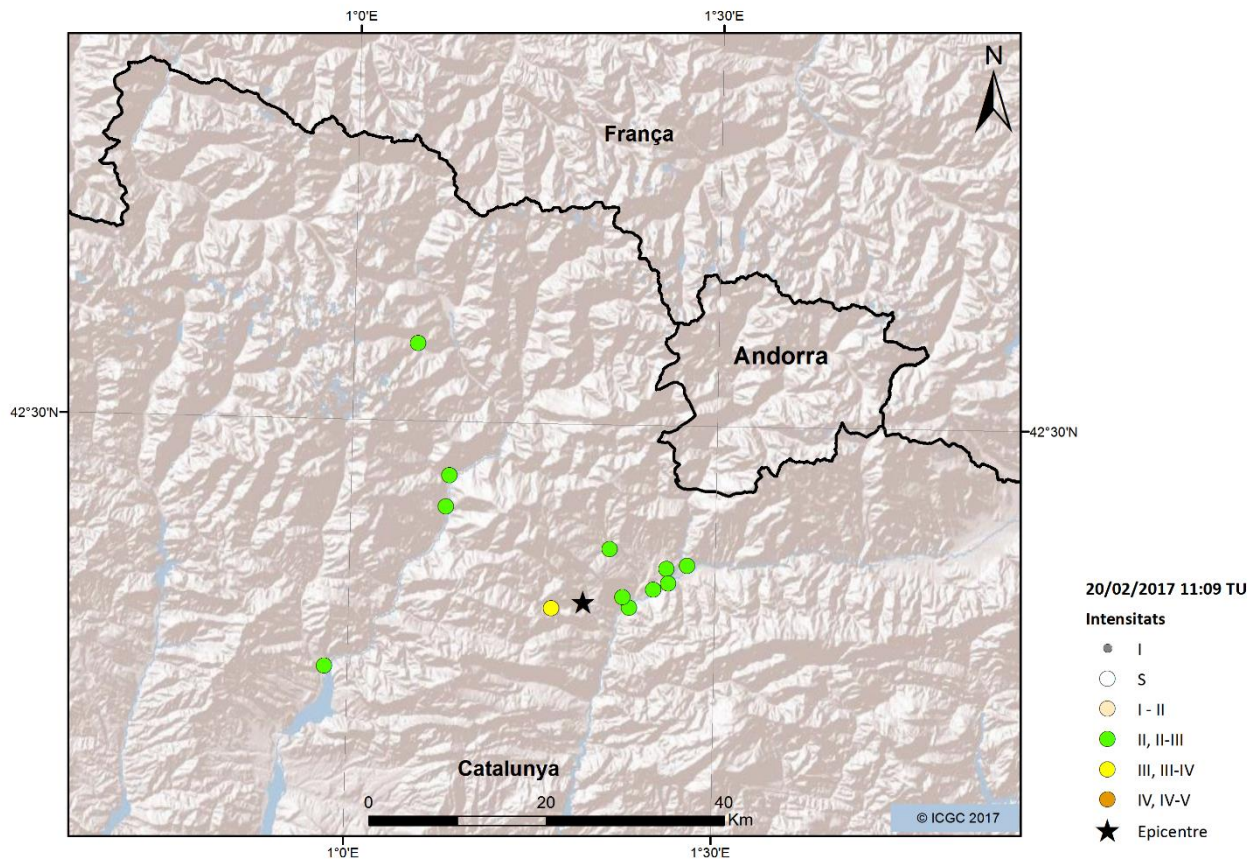 1°0'E
1°30'E
N
França
Andorra
42°30'N
42°30'N
20/02/2017 11:09 TU
Intensitats
I
S
I - II
II, II-III
III, III-IV
IV, IV-V
Epicentre
Catalunya
0
20
40
Km
© ICGC 2017
1°0'E
1°30'E